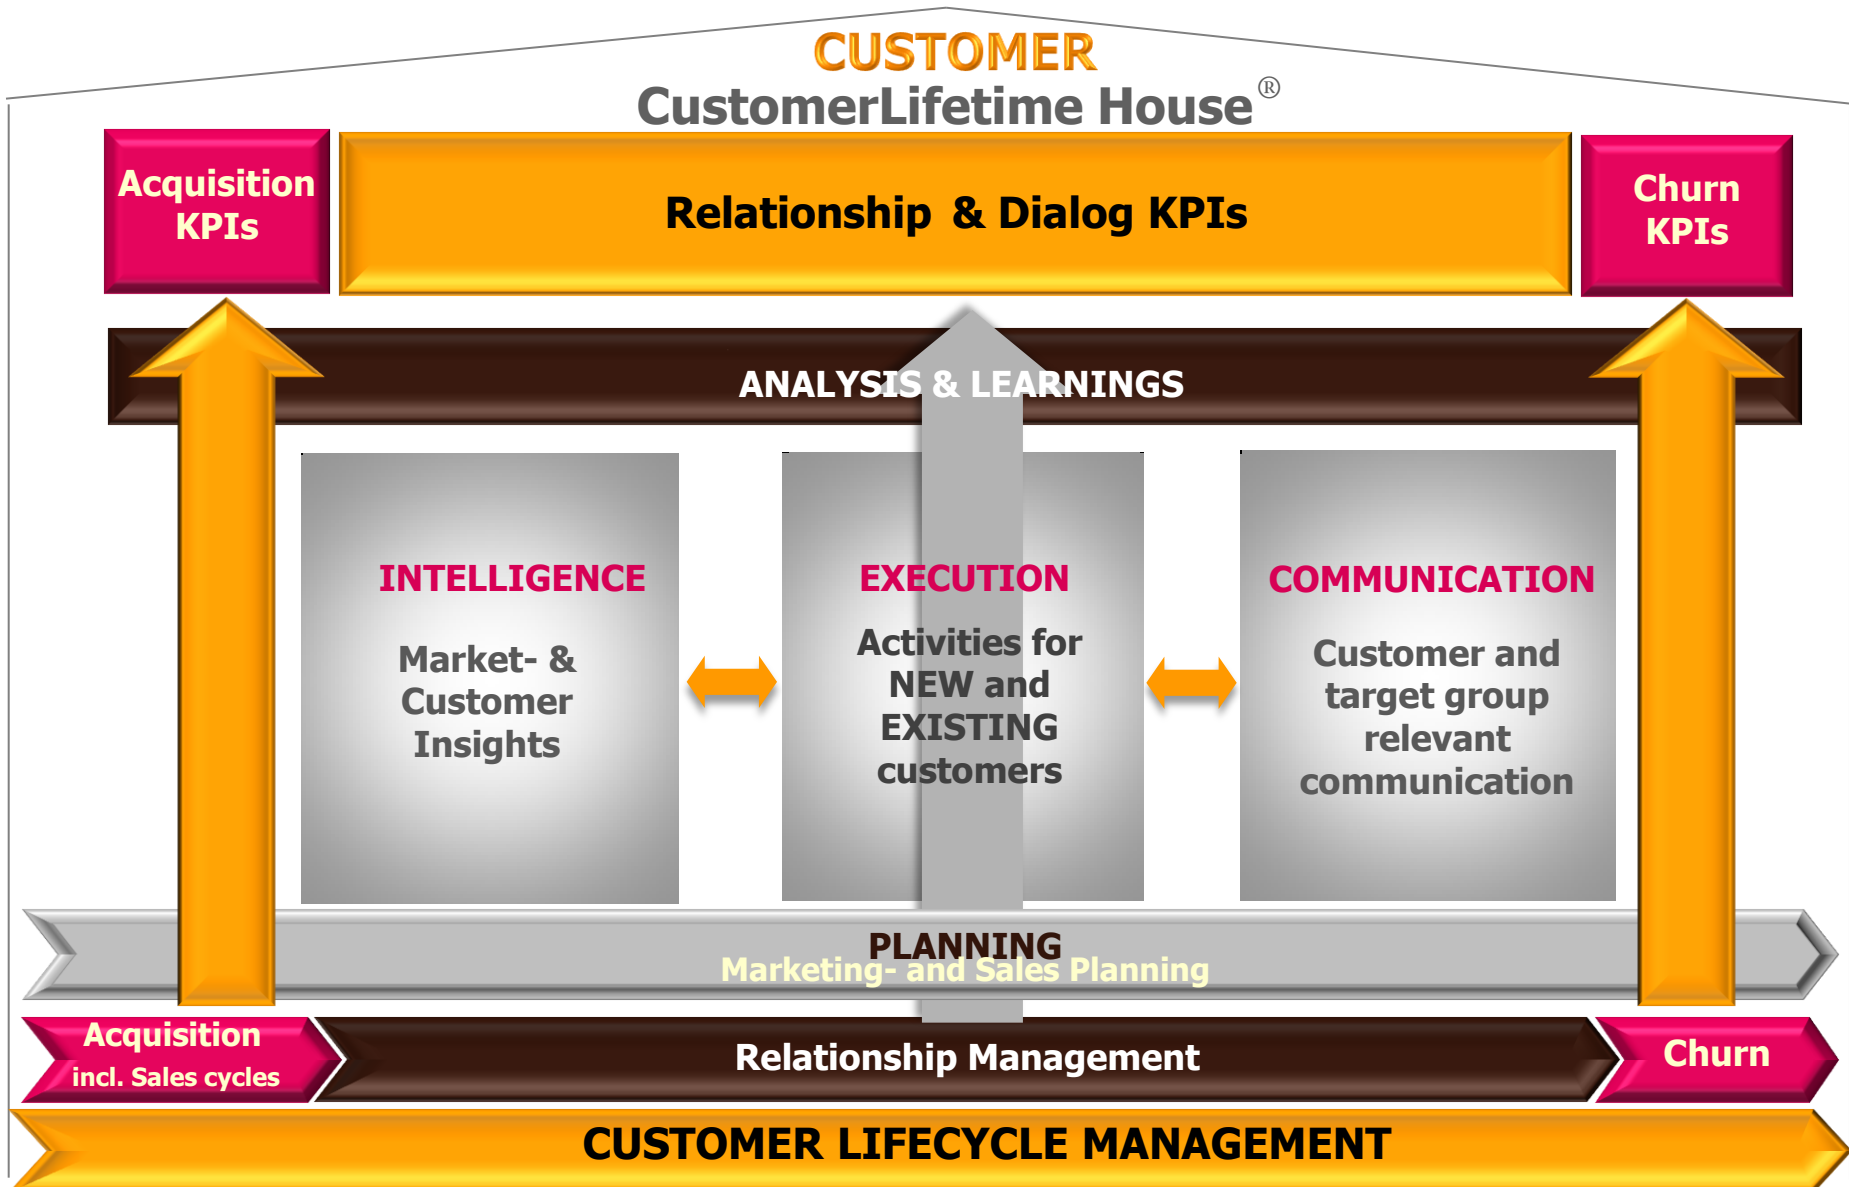 CUSTOMER
CustomerLifetime House®
Acquisition
KPIs
Relationship & Dialog KPIs
Churn
KPIs
ANALYSIS & LEARNINGS
INTELLIGENCE
Market- &
Customer
Insights
EXECUTION
Activities for
NEW and
EXISTING
customers
COMMUNICATION
Customer and
target group
relevant
communication
PLANNING
Marketing- and Sales Planning
Acquisition
incl. Sales cycles
Relationship Management
Churn
CUSTOMER LIFECYCLE MANAGEMENT